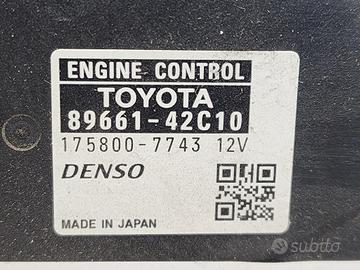 ENGINE CONTROL
TOYOTA
89661-42C10
175800-7743 12V
DENSO
MADE IN JAPAN
subito